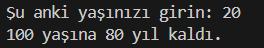 Şu anki yaşınızı girin: 20
100 yaşına 80 yıl kaldı.